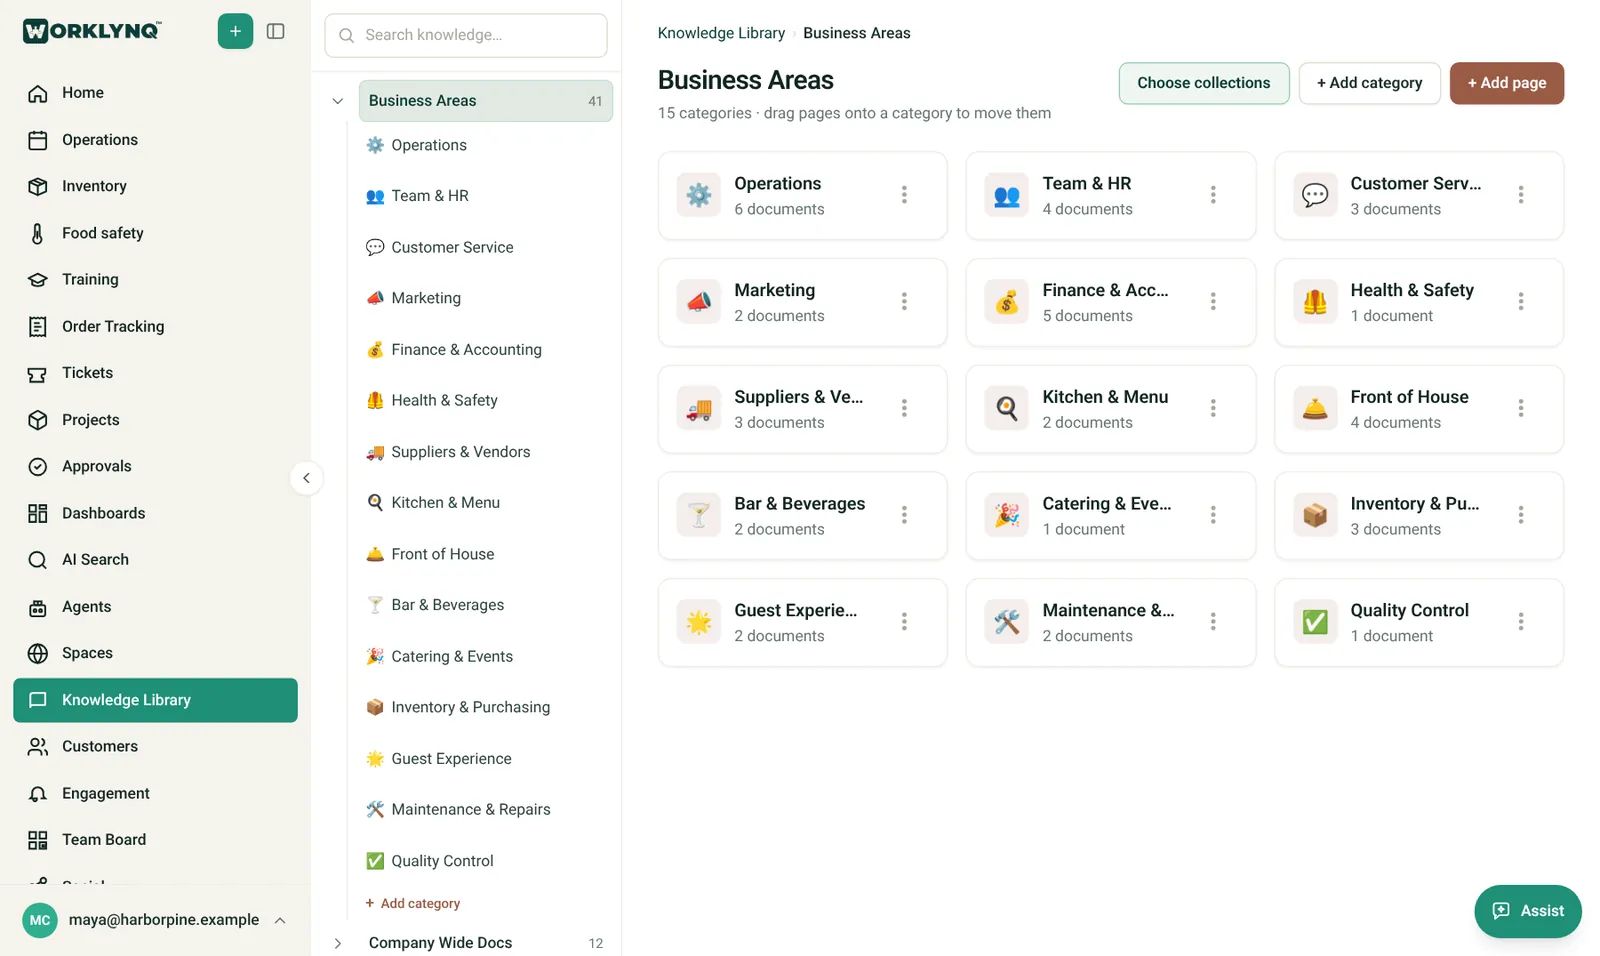 WORKLYNQ™
+
Home
Operations
Inventory
Food safety
Training
Order Tracking
Tickets
Projects
Approvals
Dashboards
AI Search
Agents
Spaces
Knowledge Library
Customers
Engagement
Team Board
MC maya@harborpine.example
Search knowledge...
Business Areas 41
Operations
Team & HR
Customer Service
Marketing
Finance & Accounting
Health & Safety
Suppliers & Vendors
Kitchen & Menu
Front of House
Bar & Beverages
Catering & Events
Inventory & Purchasing
Guest Experience
Maintenance & Repairs
Quality Control
+ Add category
Company Wide Docs 12
Knowledge Library › Business Areas
Business Areas
15 categories · drag pages onto a category to move them
Choose collections
+ Add category
+ Add page
Operations
6 documents
Team & HR
4 documents
Customer Serv...
3 documents
Marketing
2 documents
Finance & Acc...
5 documents
Health & Safety
1 document
Suppliers & Ve...
3 documents
Kitchen & Menu
2 documents
Front of House
4 documents
Bar & Beverages
2 documents
Catering & Eve...
1 document
Inventory & Pu...
3 documents
Guest Experie...
2 documents
Maintenance &...
2 documents
Quality Control
1 document
Assist